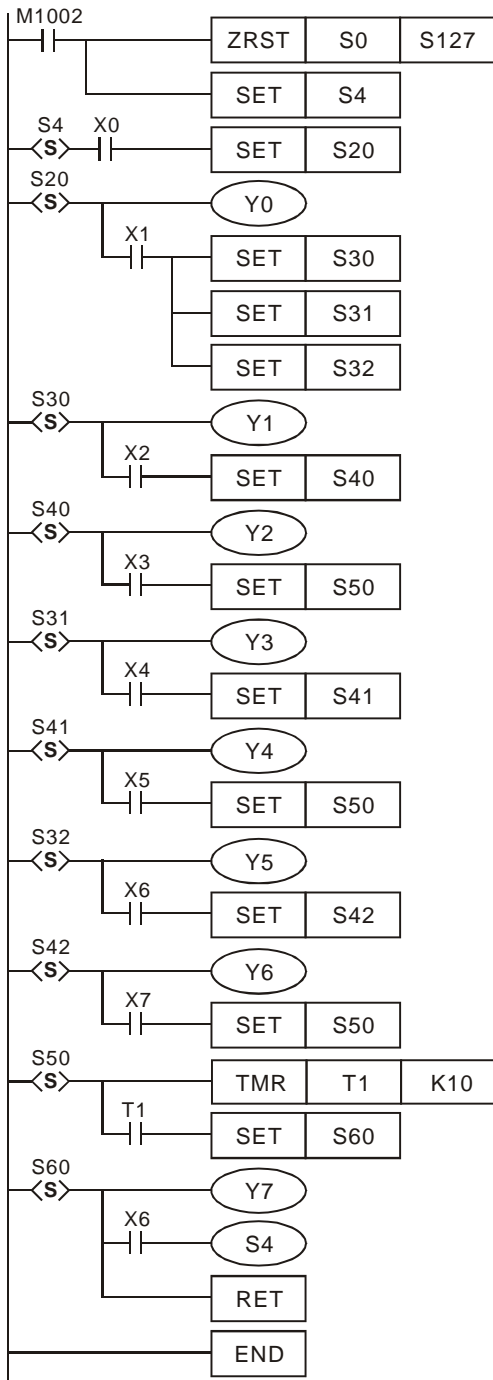 M1002
ZRST S0 S127
SET S4
S4 X0
S SET S20
S20
S Y0
X1
SET S30
SET S31
SET S32
S30
S Y1
X2
SET S40
S40
S Y2
X3
SET S50
S31
S Y3
X4
SET S41
S41
S Y4
X5
SET S50
S32
S Y5
X6
SET S42
S42
S Y6
X7
SET S50
S50
S TMR T1 K10
T1
SET S60
S60
S Y7
X6
S4
RET
END